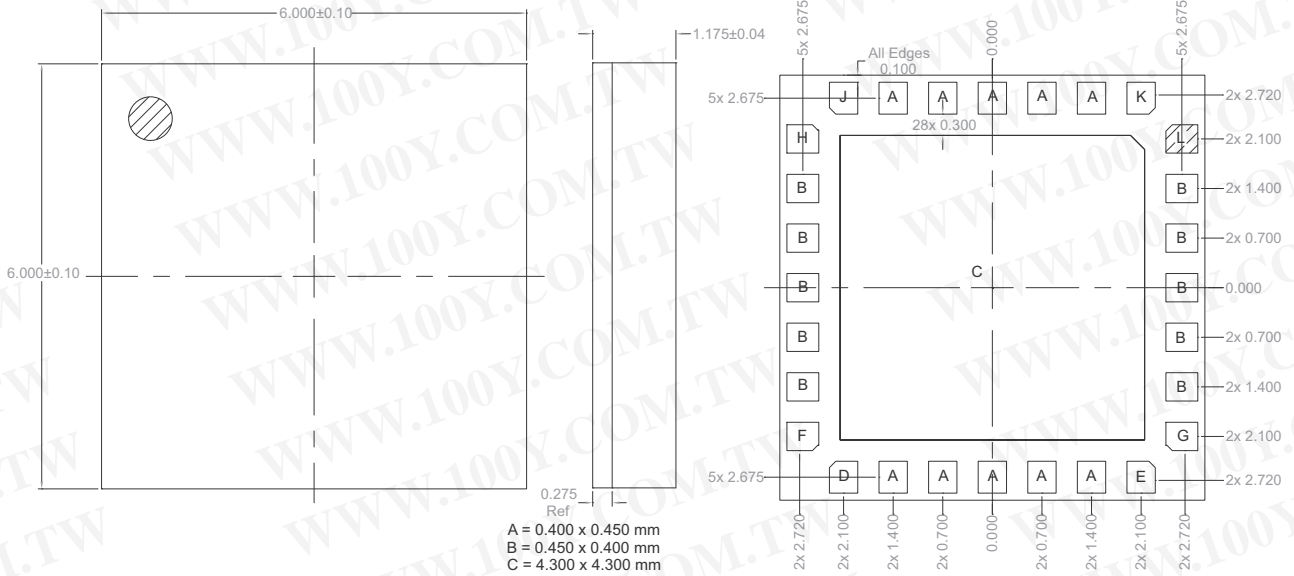 6.000±0.10
6.000±0.10
1.175±0.04
0.275
Ref
A = 0.400 x 0.450 mm
B = 0.450 x 0.400 mm
C = 4.300 x 4.300 mm
5x 2.675
0.000
5x 2.675
All Edges
0.100
5x 2.675
J A A A A A K
2x 2.720
28x 0.300
H
L
2x 2.100
B
B
2x 1.400
B
B
2x 0.700
C
B
B
0.000
B
B
2x 0.700
B
B
2x 1.400
F
G
2x 2.100
5x 2.675
D A A A A A E
2x 2.720
2x 2.720
2x 2.100
2x 1.400
2x 0.700
0.000
2x 0.700
2x 1.400
2x 2.100
2x 2.720
WWW.100Y.COM.TW